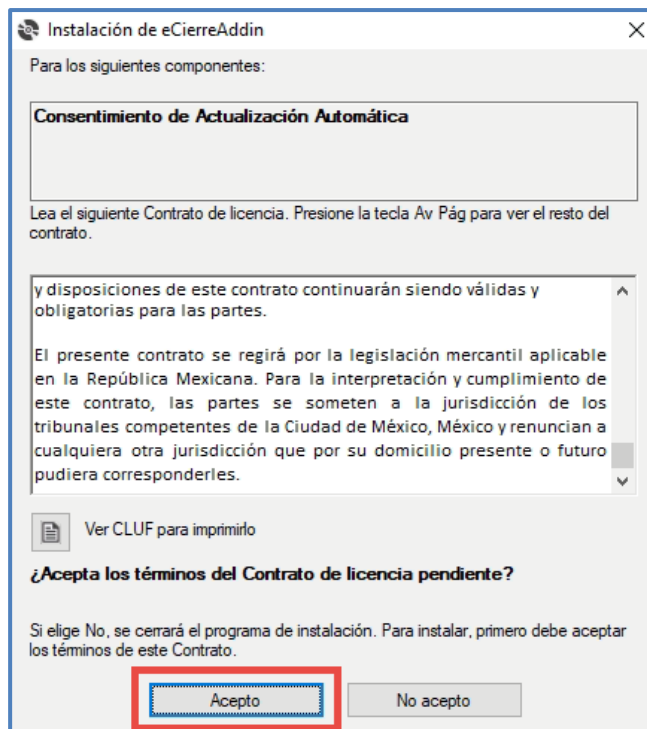 Instalación de eCierreAddin
Para los siguientes componentes:
Consentimiento de Actualización Automática
Lea el siguiente Contrato de licencia. Presione la tecla Av Pág para ver el resto del
contrato.
y disposiciones de este contrato continuarán siendo válidas y
obligatorias para las partes.
El presente contrato se regirá por la legislación mercantil aplicable
en la República Mexicana. Para la interpretación y cumplimiento de
este contrato, las partes se someten a la jurisdicción de los
tribunales competentes de la Ciudad de México, México y renuncian a
cualquiera otra jurisdicción que por su domicilio presente o futuro
pudiera corresponderles.
Ver CLUF para imprimirlo
¿Acepta los términos del Contrato de licencia pendiente?
Si elige No, se cerrará el programa de instalación. Para instalar, primero debe aceptar
los términos de este Contrato.
Acepto
No acepto